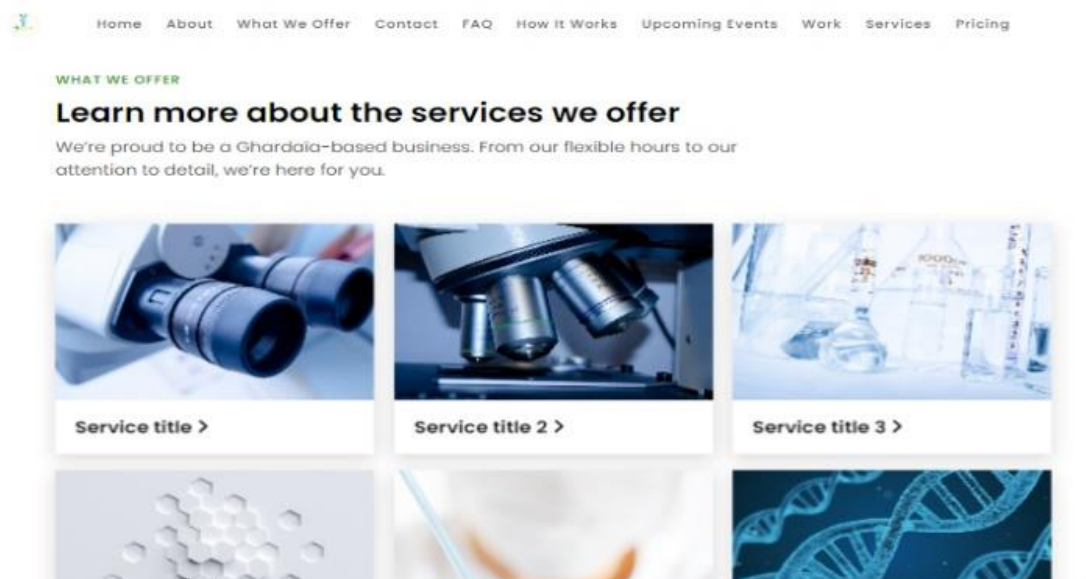 Home About What We Offer Contact FAQ How It Works Upcoming Events Work Services Pricing
WHAT WE OFFER
Learn more about the services we offer
We're proud to be a Ghardaïa-based business. From our flexible hours to our
attention to detail, we're here for you.
Service title >
Service title 2 >
Service title 3 >